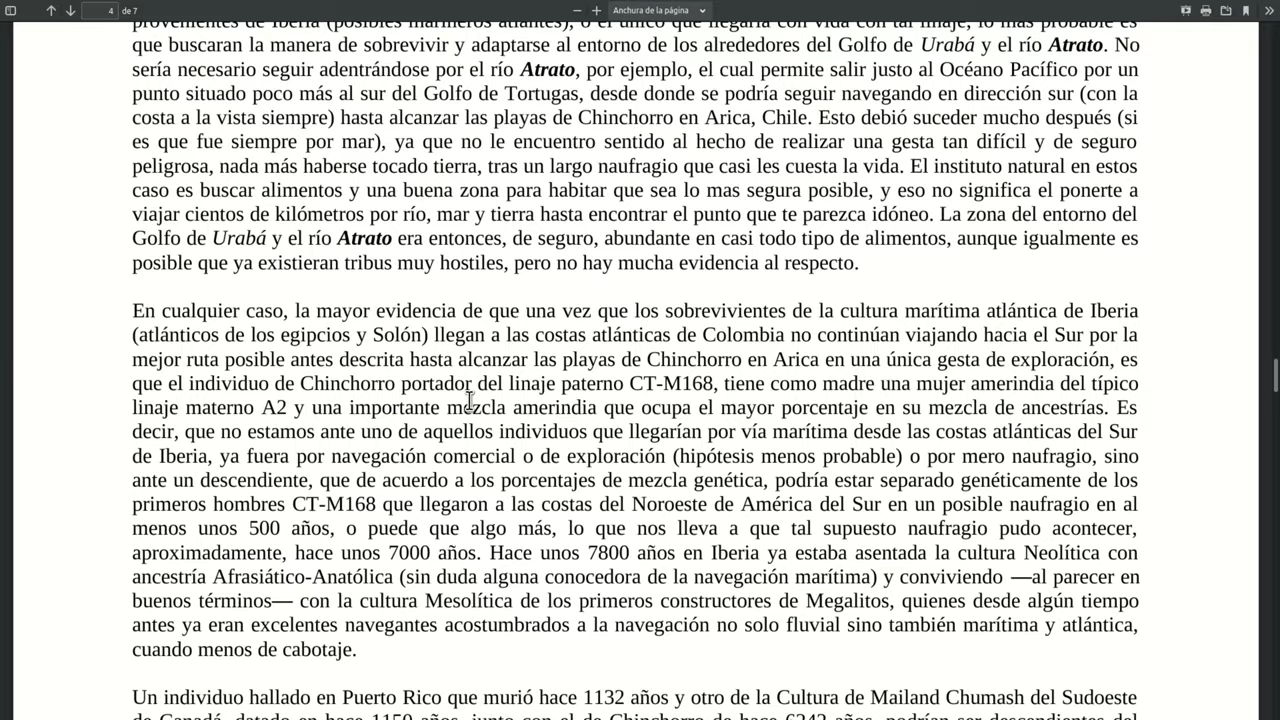 4 de 7 Anchura de la página
provenientes de Iberia (posibles marineros atlantes), o el único que llegaría con vida con tal linaje, lo más probable es
que buscaran la manera de sobrevivir y adaptarse al entorno de los alrededores del Golfo de Urabá y el río Atrato. No
sería necesario seguir adentrándose por el río Atrato, por ejemplo, el cual permite salir justo al Océano Pacífico por un
punto situado poco más al sur del Golfo de Tortugas, desde donde se podría seguir navegando en dirección sur (con la
costa a la vista siempre) hasta alcanzar las playas de Chinchorro en Arica, Chile. Esto debió suceder mucho después (si
es que fue siempre por mar), ya que no le encuentro sentido al hecho de realizar una gesta tan difícil y de seguro
peligrosa, nada más haberse tocado tierra, tras un largo naufragio que casi les cuesta la vida. El instituto natural en estos
caso es buscar alimentos y una buena zona para habitar que sea lo mas segura posible, y eso no significa el ponerte a
viajar cientos de kilómetros por río, mar y tierra hasta encontrar el punto que te parezca idóneo. La zona del entorno del
Golfo de Urabá y el río Atrato era entonces, de seguro, abundante en casi todo tipo de alimentos, aunque igualmente es
posible que ya existieran tribus muy hostiles, pero no hay mucha evidencia al respecto.
En cualquier caso, la mayor evidencia de que una vez que los sobrevivientes de la cultura marítima atlántica de Iberia
(atlánticos de los egipcios y Solón) llegan a las costas atlánticas de Colombia no continúan viajando hacia el Sur por la
mejor ruta posible antes descrita hasta alcanzar las playas de Chinchorro en Arica en una única gesta de exploración, es
que el individuo de Chinchorro portador del linaje paterno CT-M168, tiene como madre una mujer amerindia del típico
linaje materno A2 y una importante mezcla amerindia que ocupa el mayor porcentaje en su mezcla de ancestrías. Es
decir, que no estamos ante uno de aquellos individuos que llegarían por vía marítima desde las costas atlánticas del Sur
de Iberia, ya fuera por navegación comercial o de exploración (hipótesis menos probable) o por mero naufragio, sino
ante un descendiente, que de acuerdo a los porcentajes de mezcla genética, podría estar separado genéticamente de los
primeros hombres CT-M168 que llegaron a las costas del Noroeste de América del Sur en un posible naufragio en al
menos unos 500 años, o puede que algo más, lo que nos lleva a que tal supuesto naufragio pudo acontecer,
aproximadamente, hace unos 7000 años. Hace unos 7800 años en Iberia ya estaba asentada la cultura Neolítica con
ancestría Afrasiático-Anatólica (sin duda alguna conocedora de la navegación marítima) y conviviendo —al parecer en
buenos términos— con la cultura Mesolítica de los primeros constructores de Megalitos, quienes desde algún tiempo
antes ya eran excelentes navegantes acostumbrados a la navegación no solo fluvial sino también marítima y atlántica,
cuando menos de cabotaje.
Un individuo hallado en Puerto Rico que murió hace 1132 años y otro de la Cultura de Mailand Chumash del Sudoeste
de Canadá, datado en hace 1150 años, junto con el de Chinchorro de hace 6242 años, podrían ser descendientes del